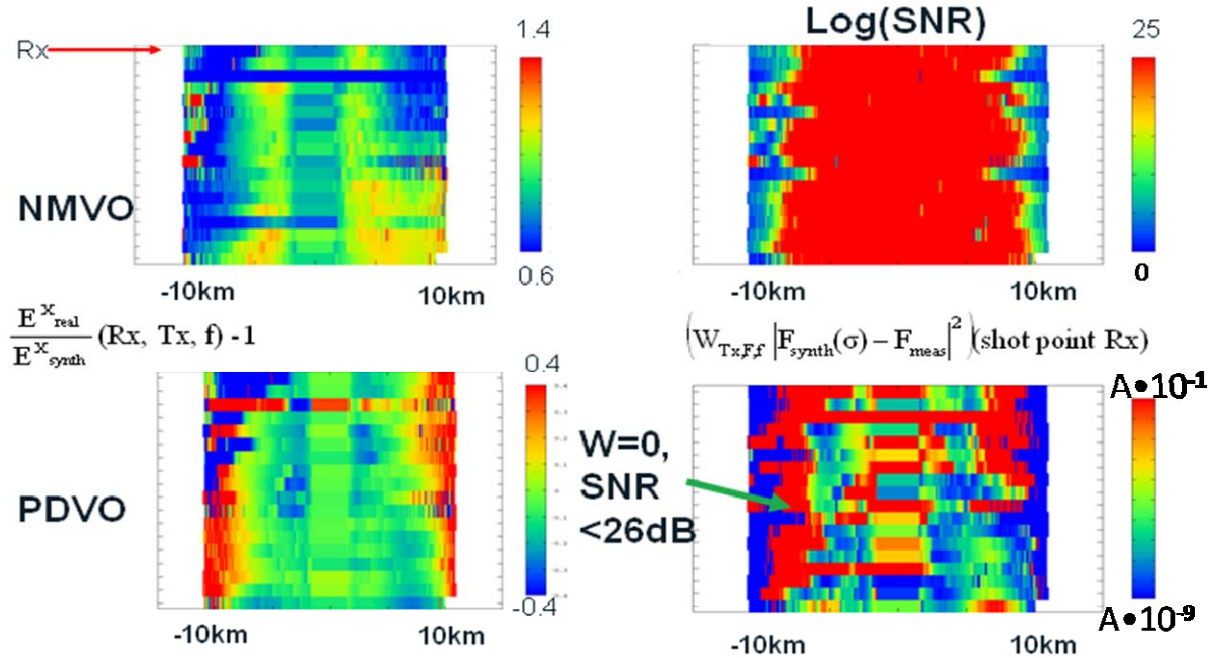 Rx
1.4
Log(SNR)
25
NMVO
0.6
0
-10km
10km
-10km
10km
E^x_real / E^x_synth (Rx, Tx, f) -1
(W_Tx,F,f |F_synth(σ) – F_meas|^2)(shot point Rx)
0.4
A•10^-1
PDVO
W=0,
SNR
<26dB
-0.4
A•10^-9
-10km
10km
-10km
10km